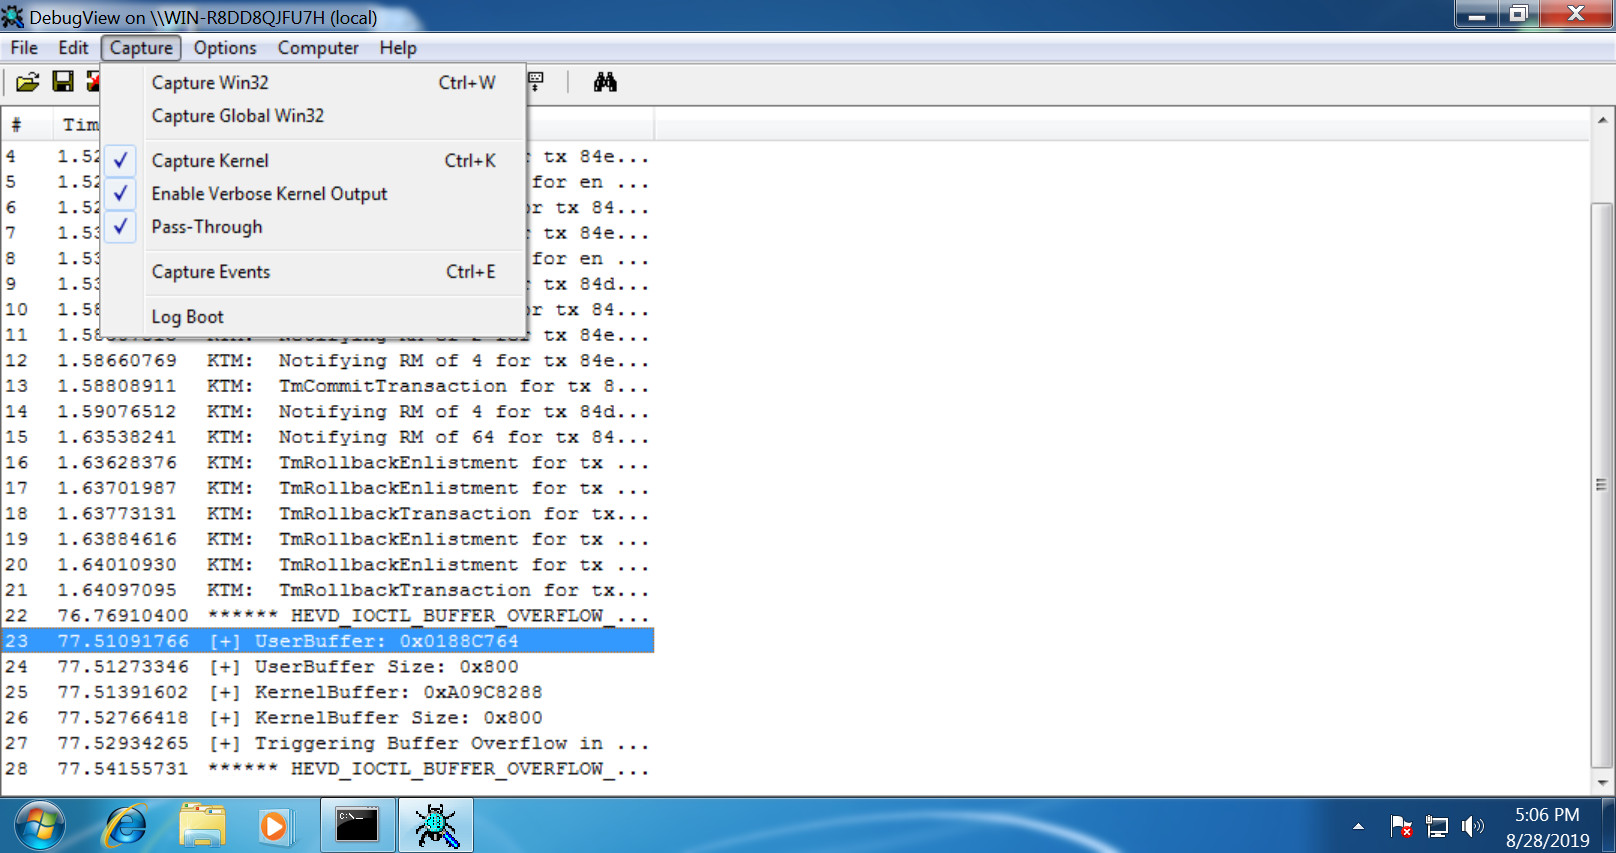 DebugView on \\WIN-R8DD8QJFU7H (local)
File Edit Capture Options Computer Help
Capture Win32 Ctrl+W
Capture Global Win32
Capture Kernel Ctrl+K
Enable Verbose Kernel Output
Pass-Through
Capture Events Ctrl+E
Log Boot
# Tim
4 1.52 tx 84e...
5 1.52 for en ...
6 1.52 tx 84...
7 1.53 tx 84e...
8 1.53 for en ...
9 1.53 tx 84d...
10 1.58 tx 84...
11 tx 84e...
12 1.58660769 KTM: Notifying RM of 4 for tx 84e...
13 1.58808911 KTM: TmCommitTransaction for tx 8...
14 1.59076512 KTM: Notifying RM of 4 for tx 84d...
15 1.63538241 KTM: Notifying RM of 64 for tx 84...
16 1.63628376 KTM: TmRollbackEnlistment for tx ...
17 1.63701987 KTM: TmRollbackEnlistment for tx ...
18 1.63773131 KTM: TmRollbackTransaction for tx...
19 1.63884616 KTM: TmRollbackEnlistment for tx ...
20 1.64010930 KTM: TmRollbackEnlistment for tx ...
21 1.64097095 KTM: TmRollbackTransaction for tx...
22 76.76910400 ****** HEVD_IOCTL_BUFFER_OVERFLOW_...
23 77.51091766 [+] UserBuffer: 0x0188C764
24 77.51273346 [+] UserBuffer Size: 0x800
25 77.51391602 [+] KernelBuffer: 0xA09C8288
26 77.52766418 [+] KernelBuffer Size: 0x800
27 77.52934265 [+] Triggering Buffer Overflow in ...
28 77.54155731 ****** HEVD_IOCTL_BUFFER_OVERFLOW_...
5:06 PM
8/28/2019